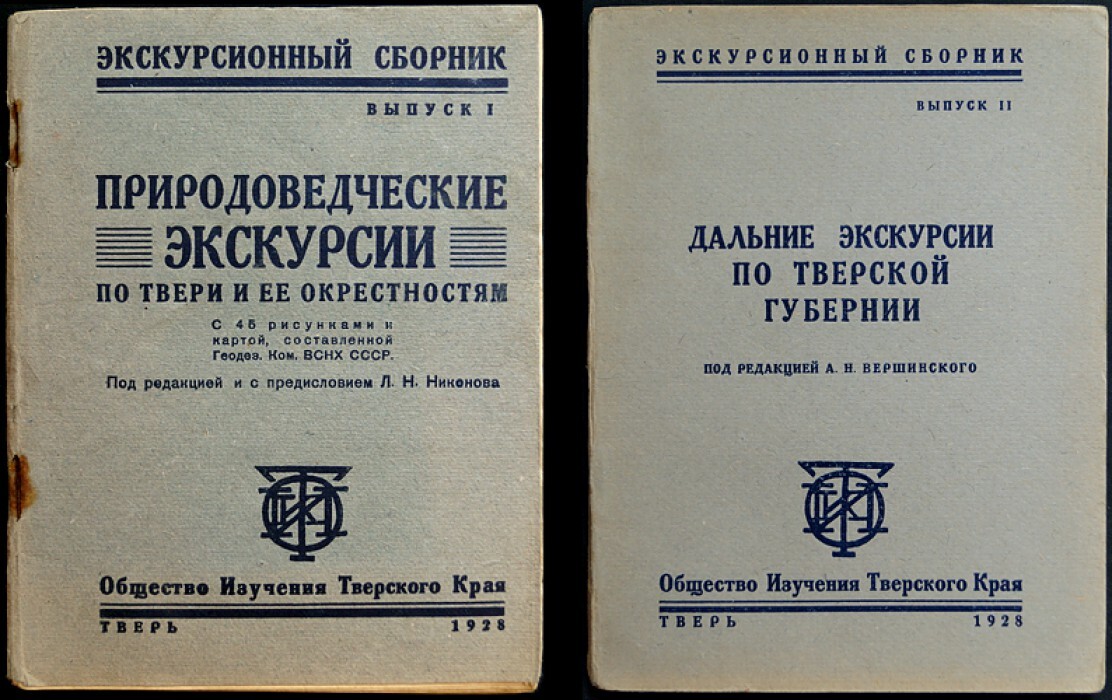 ЭКСКУРСИОННЫЙ СБОРНИК
ВЫПУСК I
ПРИРОДОВЕДЧЕСКИЕ
ЭКСКУРСИИ
ПО ТВЕРИ И ЕЕ ОКРЕСТНОСТЯМ
С 45 рисунками и
картой, составленной
Геодез. Ком. ВСНХ СССР.
Под редакцией и с предисловием Л. Н. Никонова
Общество Изучения Тверского Края
ТВЕРЬ 1928
ЭКСКУРСИОННЫЙ СБОРНИК
ВЫПУСК II
ДАЛЬНИЕ ЭКСКУРСИИ
ПО ТВЕРСКОЙ
ГУБЕРНИИ
ПОД РЕДАКЦИЕЙ А. Н. ВЕРШИНСКОГО
Общество Изучения Тверского Края
ТВЕРЬ 1928